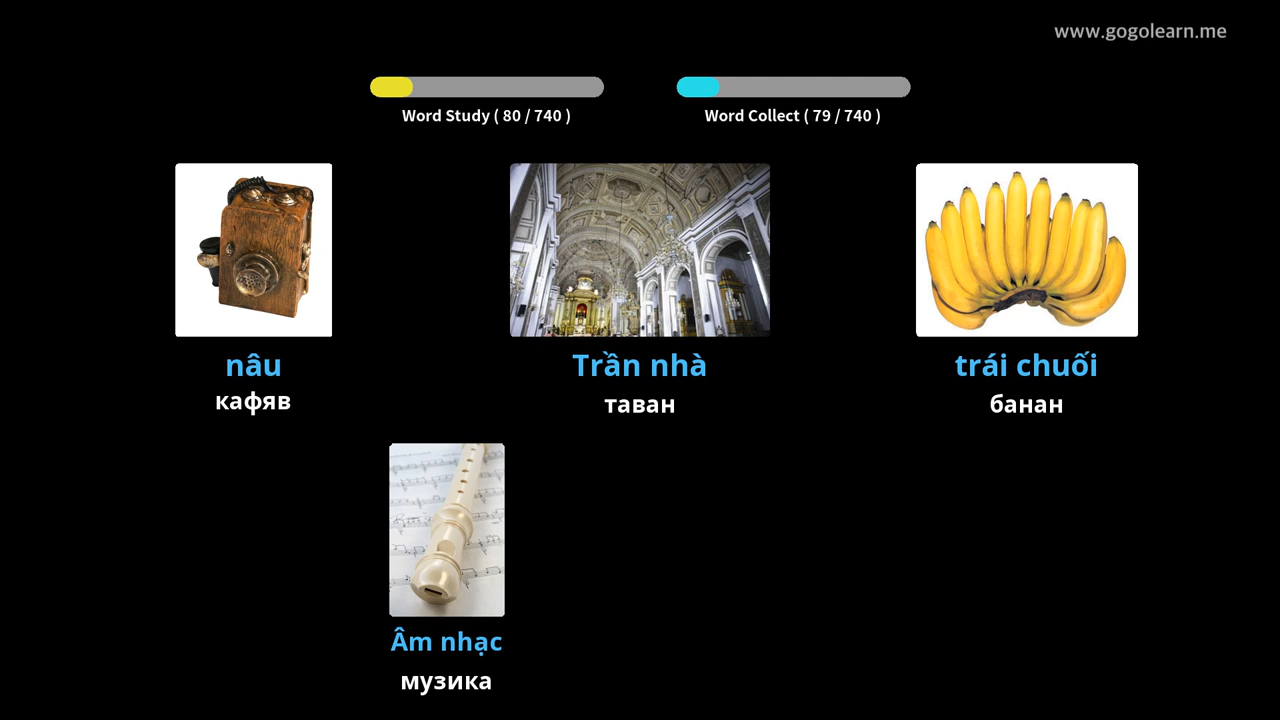 www.gogolearn.me
Word Study ( 80 / 740 )
Word Collect ( 79 / 740 )
nâu
кафяв
Trần nhà
таван
trái chuối
банан
Âm nhạc
музика